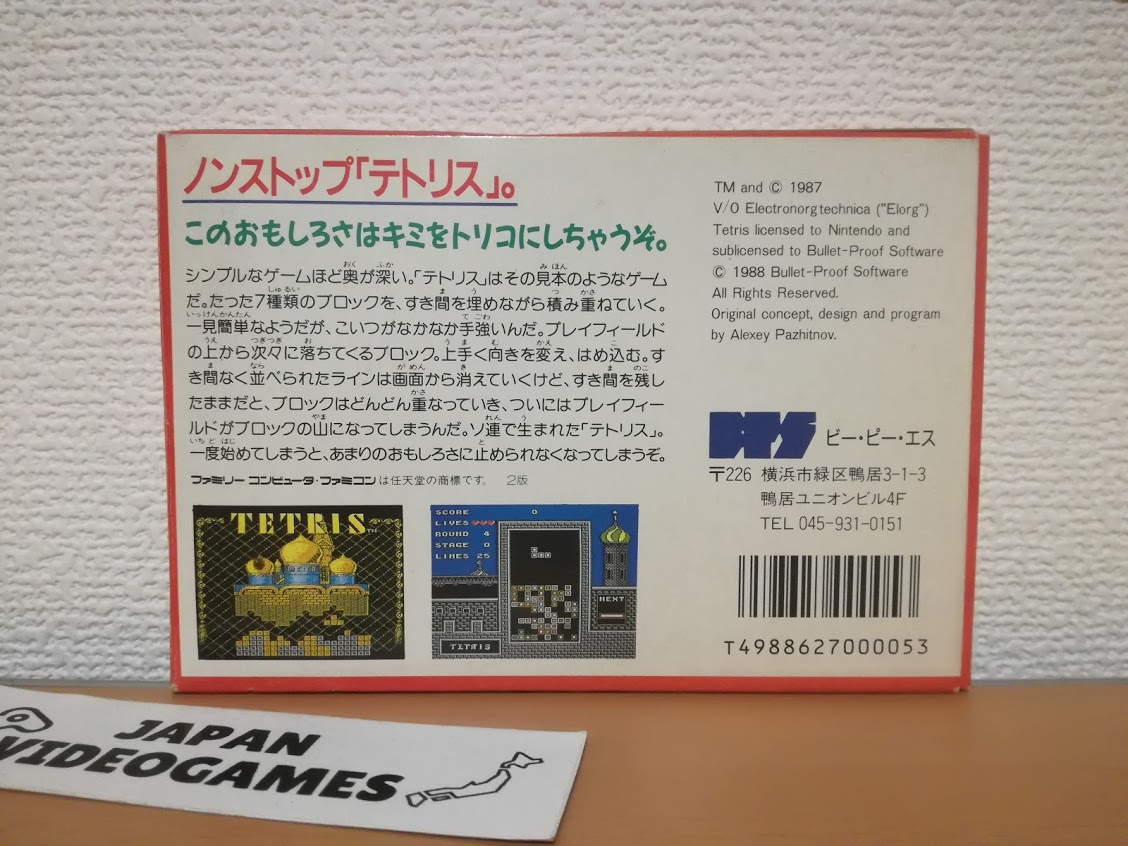 ノンストップ「テトリス」。
このおもしろさはキミをトリコにしちゃうぞ。
シンプルなゲームほど奥が深い。「テトリス」はその見本のようなゲーム
だ。たった7種類のブロックを、すき間を埋めながら積み重ねていく。
一見簡単なようだが、こいつがなかなか手強いんだ。プレイフィールド
の上から次々に落ちてくるブロック。上手く向きを変え、はめ込む。す
き間なく並べられたラインは画面から消えていくけど、すき間を残し
たままだと、ブロックはどんどん重なっていき、ついにはプレイフィー
ルドがブロックの山になってしまうんだ。ソ連で生まれた「テトリス」。
一度始めてしまうと、あまりのおもしろさに止められなくなってしまうぞ。
ファミリー コンピュータ・ファミコンは任天堂の商標です。 2版
TETRIS™
SCORE 0
LIVES
ROUND 4
STAGE 0
LINES 25
NEXT
TETRIS
TM and © 1987
V/O Electronorgtechnica ("Elorg")
Tetris licensed to Nintendo and
sublicensed to Bullet-Proof Software
© 1988 Bullet-Proof Software
All Rights Reserved.
Original concept, design and program
by Alexey Pazhitnov.
BPS ビー・ピー・エス
〒226 横浜市緑区鴨居3-1-3
鴨居ユニオンビル4F
TEL 045-931-0151
T4988627000053
JAPAN
VIDEOGAMES